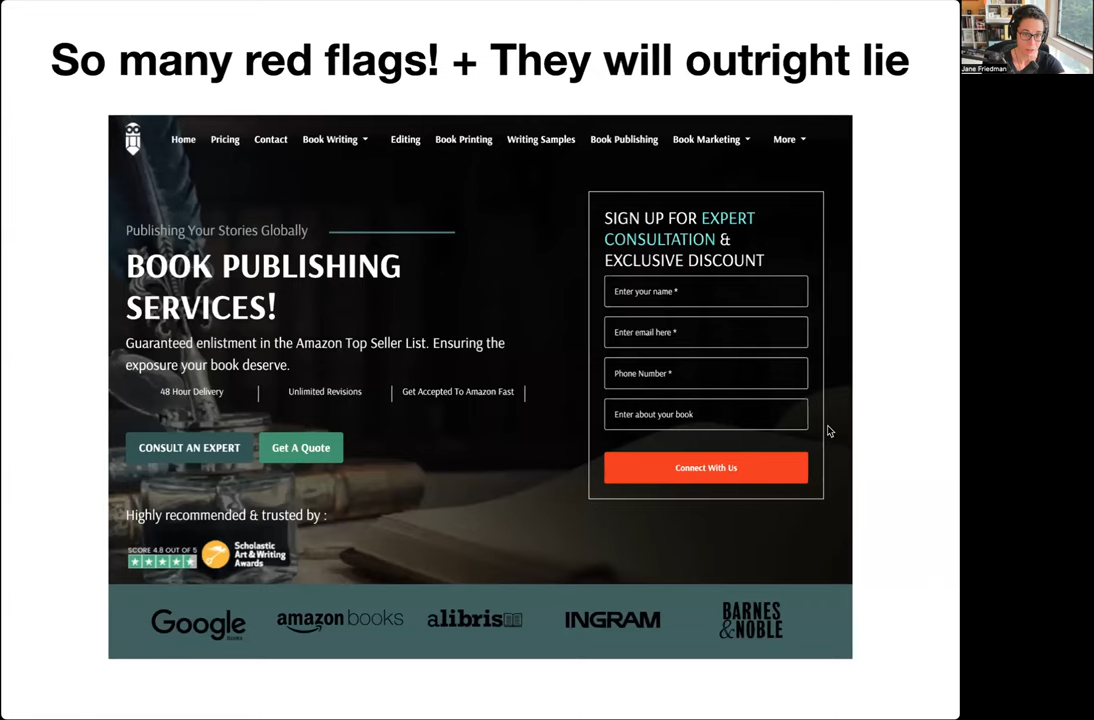 So many red flags! + They will outright lie
Jane Friedman
Home Pricing Contact Book Writing Editing Book Printing Writing Samples Book Publishing Book Marketing More
Publishing Your Stories Globally
BOOK PUBLISHING
SERVICES!
Guaranteed enlistment in the Amazon Top Seller List. Ensuring the
exposure your book deserve.
48 Hour Delivery Unlimited Revisions Get Accepted To Amazon Fast
CONSULT AN EXPERT Get A Quote
Highly recommended & trusted by :
SCORE 4.8 OUT OF 5
Scholastic
Art & Writing
Awards
SIGN UP FOR EXPERT
CONSULTATION &
EXCLUSIVE DISCOUNT
Enter your name *
Enter email here *
Phone Number *
Enter about your book
Connect With Us
Google
Books
amazon books
alibris
INGRAM
BARNES
&NOBLE